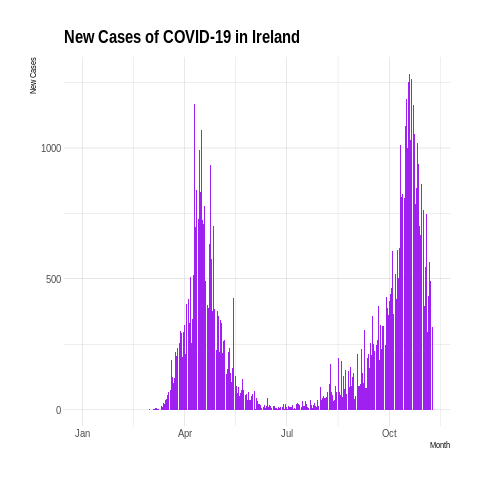 New Cases of COVID-19 in Ireland
New Cases
1000
500
0
Jan Apr Jul Oct
Month